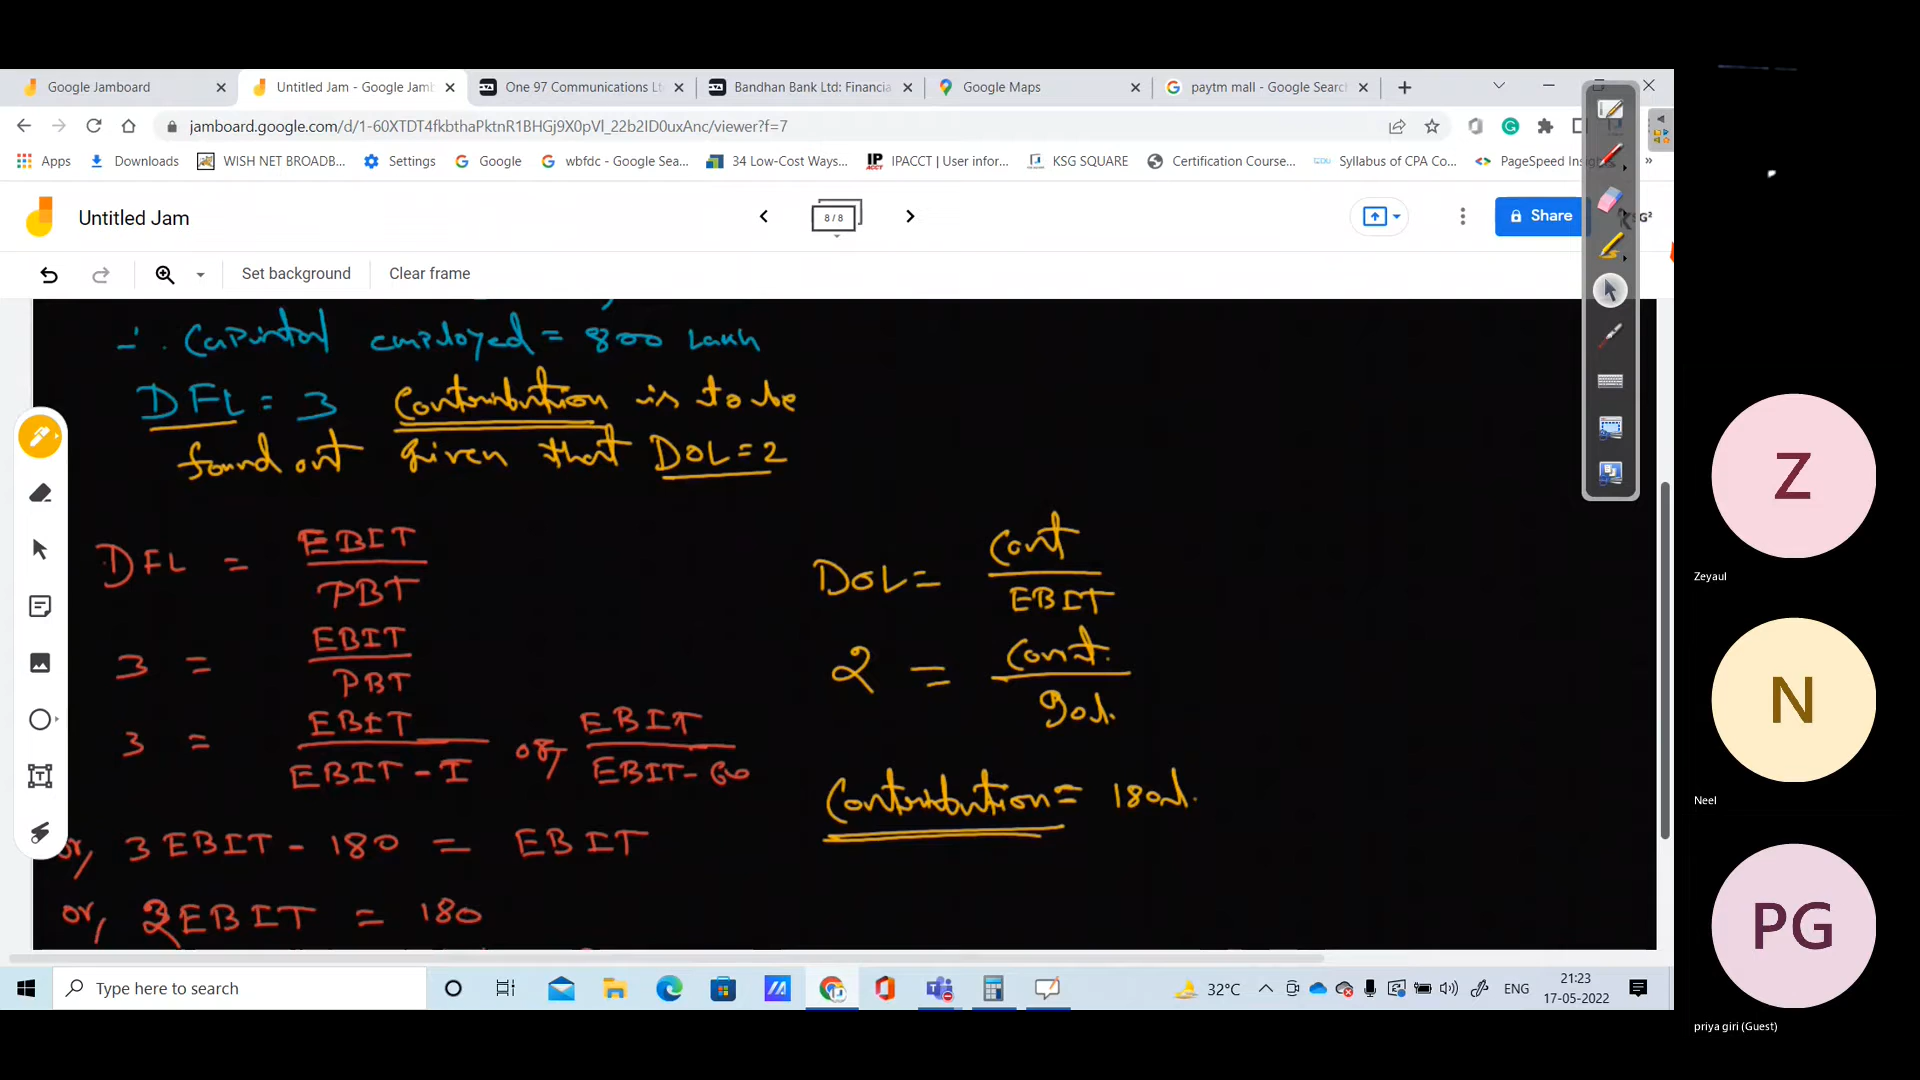 Google Jamboard
Untitled Jam - Google Jamb
One 97 Communications Lt
Bandhan Bank Ltd: Financia
Google Maps
paytm mall - Google Search
jamboard.google.com/d/1-60XTDT4fkbthaPktnR1BHGj9X0pVl_22b2ID0uxAnc/viewer?f=7
Apps
Downloads
WISH NET BROADB...
Settings
Google
wbfdc - Google Sea...
34 Low-Cost Ways...
IPACCT | User infor...
KSG SQUARE
Certification Course...
Syllabus of CPA Co...
PageSpeed Insig
Untitled Jam
8 / 8
Share
Set background
Clear frame
∴ Capital employed = 800 Lakh
DFL = 3 Contribution is to be
found out given that DOL = 2
DFL = EBIT
PBT
3 = EBIT
PBT
3 = EBIT or, EBIT
EBIT - I EBIT - 60
or, 3 EBIT - 180 = EBIT
or, 2EBIT = 180
DOL = Cont
EBIT
2 = Cont.
90L.
Contribution = 180L.
Z
Zeyaul
N
Neel
PG
priya giri (Guest)
Type here to search
32°C
ENG
21:23
17-05-2022